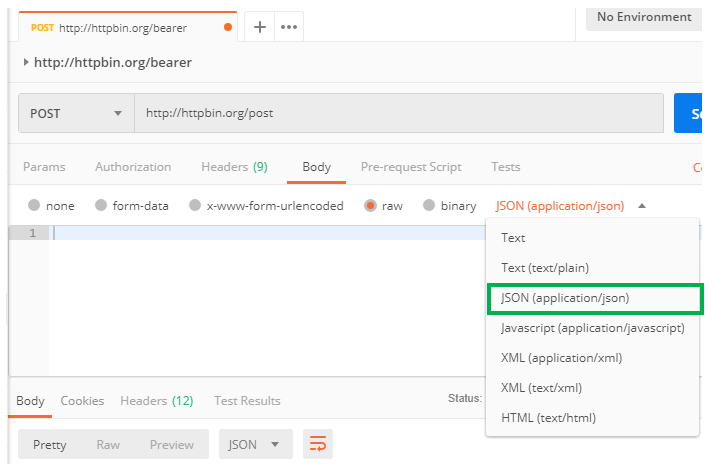 POST http://httpbin.org/bearer
No Environment
http://httpbin.org/bearer
POST http://httpbin.org/post
Params Authorization Headers (9) Body Pre-request Script Tests
none form-data x-www-form-urlencoded raw binary JSON (application/json)
1
Text
Text (text/plain)
JSON (application/json)
Javascript (application/javascript)
XML (application/xml)
XML (text/xml)
HTML (text/html)
Body Cookies Headers (12) Test Results Status:
Pretty Raw Preview JSON